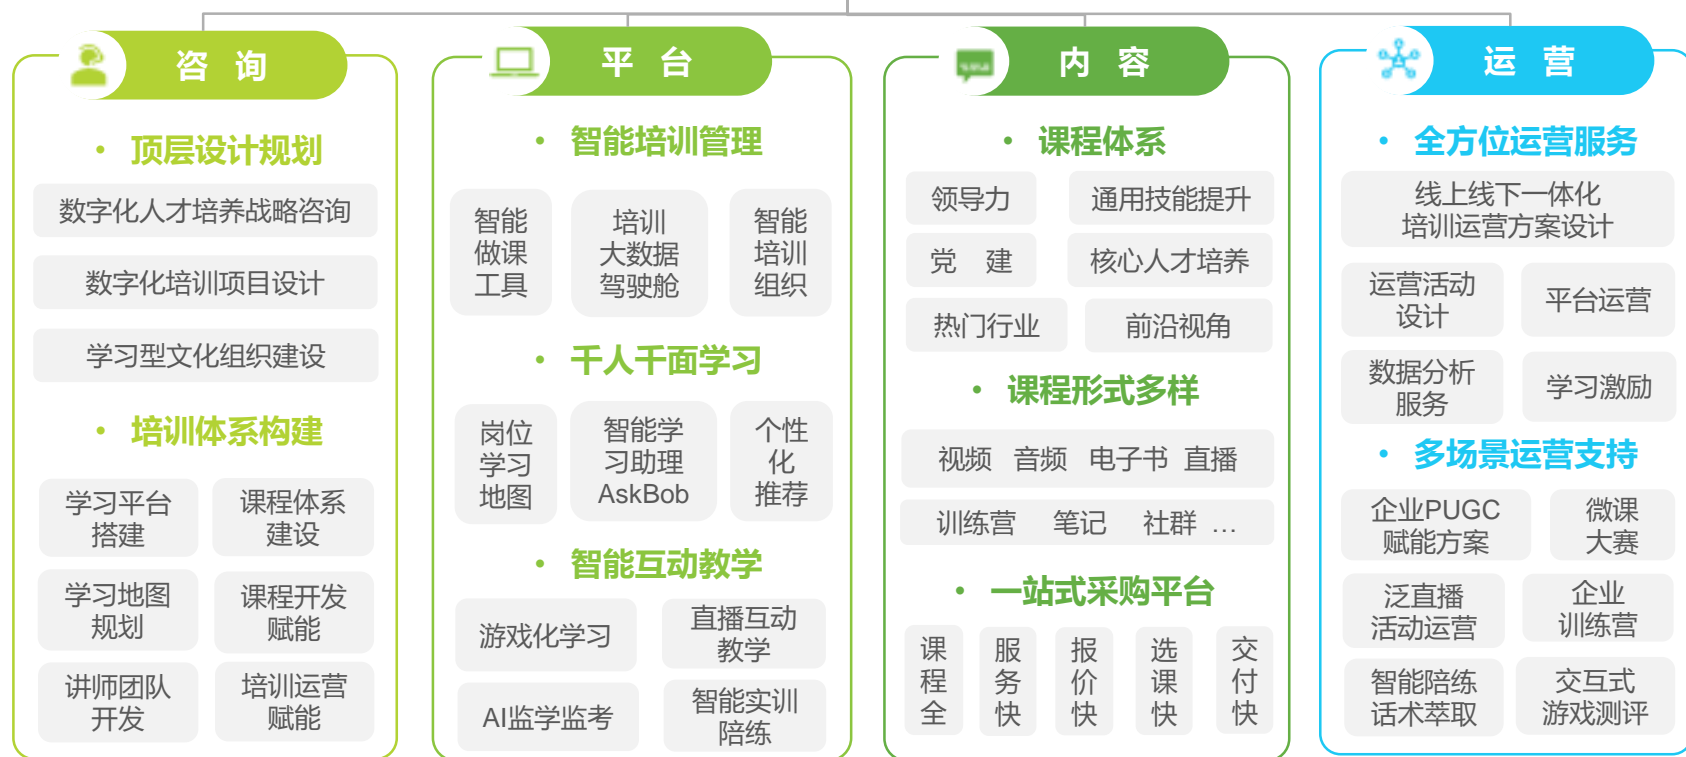 咨 询
• 顶层设计规划
数字化人才培养战略咨询
数字化培训项目设计
学习型文化组织建设
• 培训体系构建
学习平台
搭建
课程体系
建设
学习地图
规划
课程开发
赋能
讲师团队
开发
培训运营
赋能
平 台
• 智能培训管理
智能
做课
工具
培训
大数据
驾驶舱
智能
培训
组织
• 千人千面学习
岗位
学习
地图
智能学
习助理
AskBob
个性
化
推荐
• 智能互动教学
游戏化学习
直播互动
教学
AI监学监考
智能实训
陪练
内 容
• 课程体系
领导力
通用技能提升
党 建
核心人才培养
热门行业
前沿视角
• 课程形式多样
视频 音频 电子书 直播
训练营 笔记 社群 …
• 一站式采购平台
课程全
服务快
报价快
选课快
交付快
运 营
• 全方位运营服务
线上线下一体化
培训运营方案设计
运营活动
设计
平台运营
数据分析
服务
学习激励
• 多场景运营支持
企业PUGC
赋能方案
微课
大赛
泛直播
活动运营
企业
训练营
智能陪练
话术萃取
交互式
游戏测评